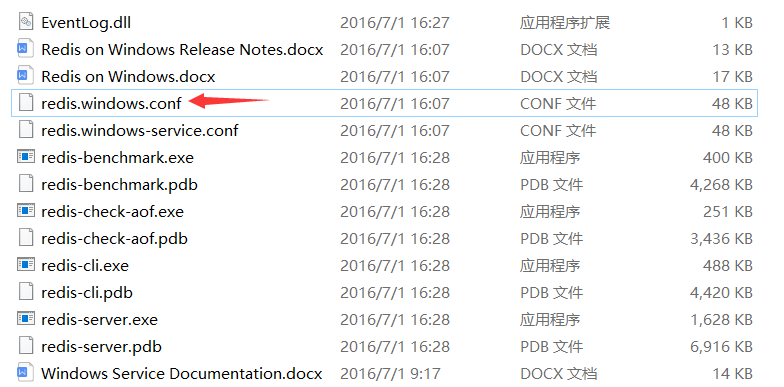 EventLog.dll 2016/7/1 16:27 应用程序扩展 1 KB
Redis on Windows Release Notes.docx 2016/7/1 16:07 DOCX 文档 13 KB
Redis on Windows.docx 2016/7/1 16:07 DOCX 文档 17 KB
redis.windows.conf 2016/7/1 16:07 CONF 文件 48 KB
redis.windows-service.conf 2016/7/1 16:07 CONF 文件 48 KB
redis-benchmark.exe 2016/7/1 16:28 应用程序 400 KB
redis-benchmark.pdb 2016/7/1 16:28 PDB 文件 4,268 KB
redis-check-aof.exe 2016/7/1 16:28 应用程序 251 KB
redis-check-aof.pdb 2016/7/1 16:28 PDB 文件 3,436 KB
redis-cli.exe 2016/7/1 16:28 应用程序 488 KB
redis-cli.pdb 2016/7/1 16:28 PDB 文件 4,420 KB
redis-server.exe 2016/7/1 16:28 应用程序 1,628 KB
redis-server.pdb 2016/7/1 16:28 PDB 文件 6,916 KB
Windows Service Documentation.docx 2016/7/1 9:17 DOCX 文档 14 KB